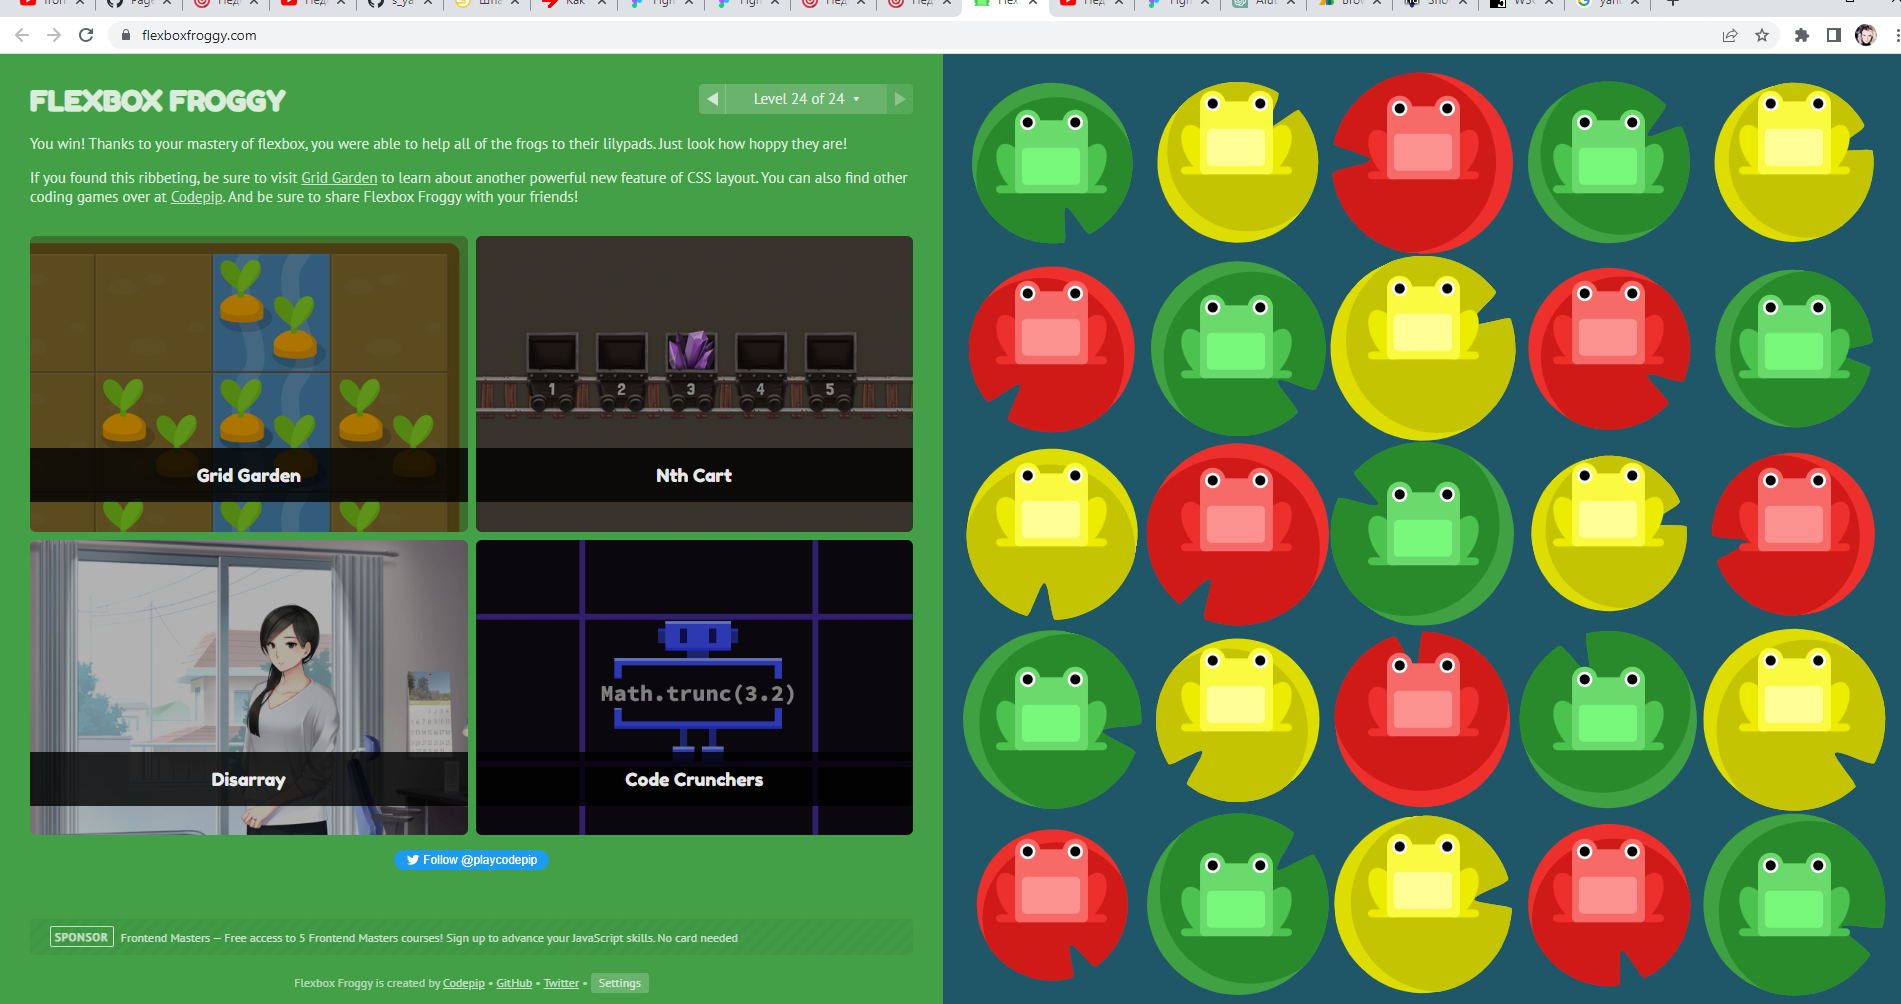 flexboxfroggy.com
FLEXBOX FROGGY
Level 24 of 24
You win! Thanks to your mastery of flexbox, you were able to help all of the frogs to their lilypads. Just look how hoppy they are!
If you found this ribbeting, be sure to visit Grid Garden to learn about another powerful new feature of CSS layout. You can also find other
coding games over at Codepip. And be sure to share Flexbox Froggy with your friends!
1 2 3 4 5
Grid Garden
Nth Cart
Math.trunc(3.2)
Disarray
Code Crunchers
Follow @playcodepip
SPONSOR Frontend Masters — Free access to 5 Frontend Masters courses! Sign up to advance your JavaScript skills. No card needed
Flexbox Froggy is created by Codepip • GitHub • Twitter • Settings